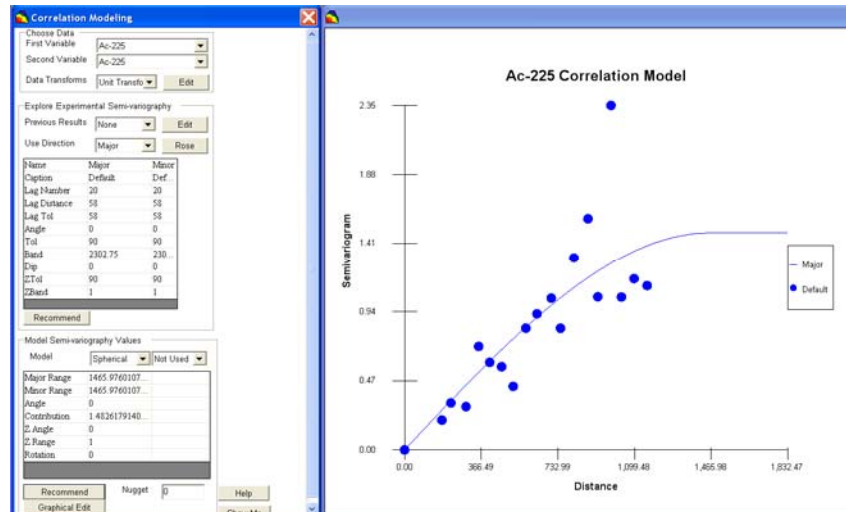 Correlation Modeling
Choose Data
First Variable Ac-225
Second Variable Ac-225
Data Transforms Unit Transfo Edit
Explore Experimental Semi-variography
Previous Results None Edit
Use Direction Major Rose
Name Major Minor
Caption Default Def...
Lag Number 20 20
Lag Distance 58 58
Lag Tol 58 58
Angle 0 0
Tol 90 90
Band 2302.75 230...
Dip 0 0
ZTol 90 90
ZBand 1 1
Recommend
Model Semi-variography Values
Model Spherical Not Used
Major Range 1465.9760107...
Minor Range 1465.9760107...
Angle 0
Contribution 1.4826179140...
Z Angle 0
Z Range 1
Rotation 0
Recommend Nugget 0 Help
Graphical Edit
Ac-225 Correlation Model
2.35
1.88
1.41
0.94
0.47
0.00
Semivariogram
0.00 366.49 732.99 1,099.48 1,465.98 1,832.47
Distance
Major
Default